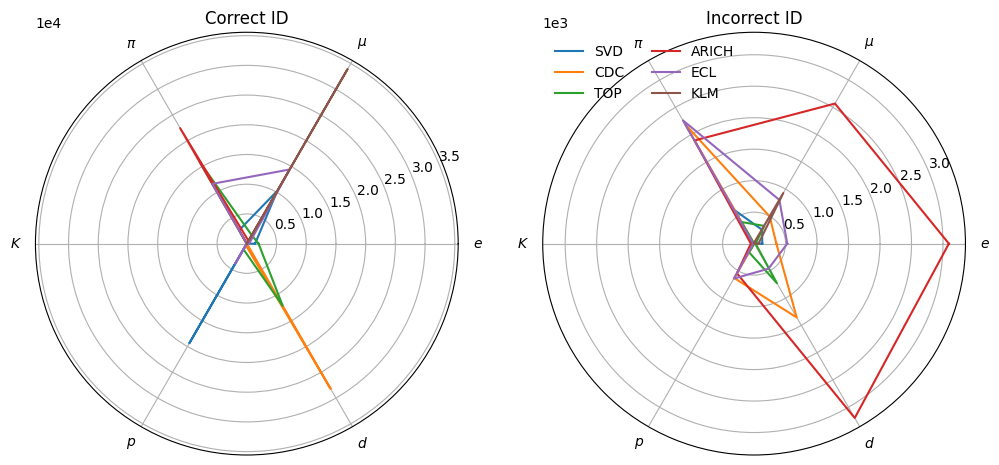 Correct ID
1e4
e
μ
π
K
p
d
0.5
1.0
1.5
2.0
2.5
3.0
3.5
Incorrect ID
1e3
e
μ
π
K
p
d
0.5
1.0
1.5
2.0
2.5
3.0
SVD
CDC
TOP
ARICH
ECL
KLM